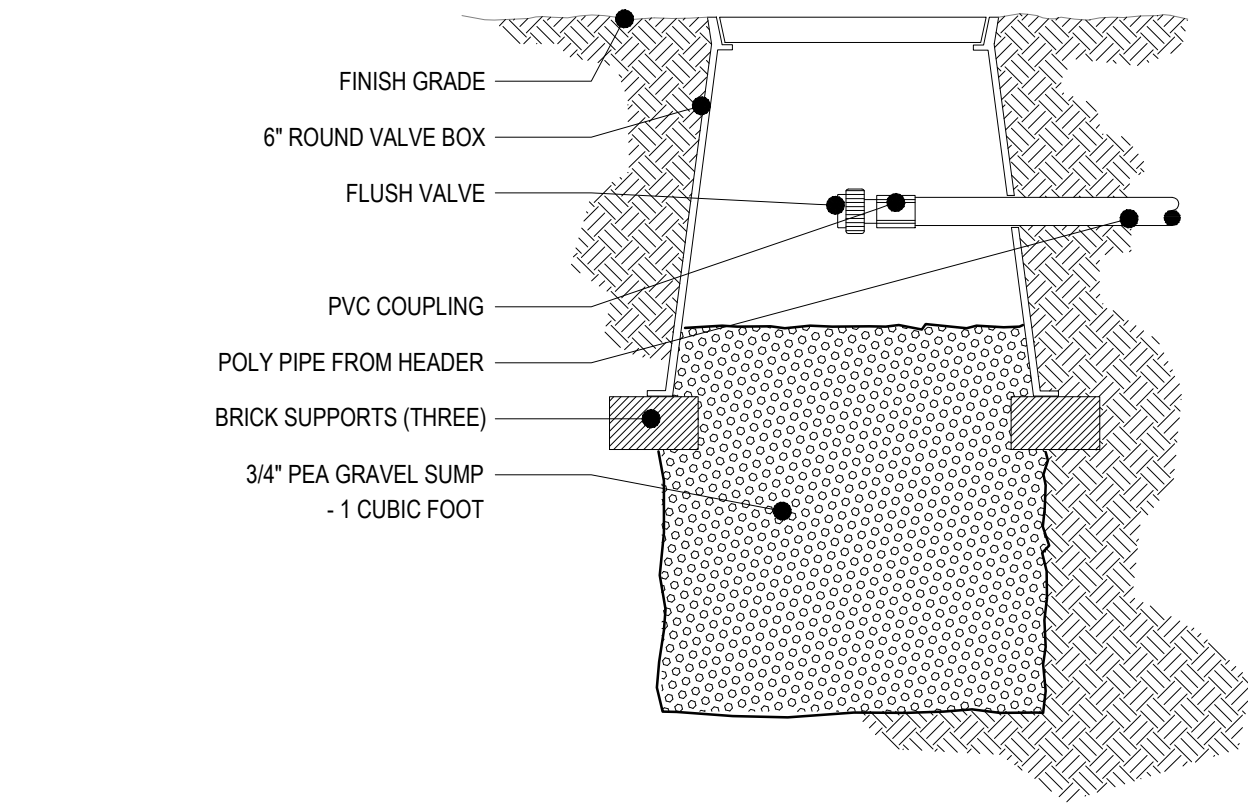 FINISH GRADE
6" ROUND VALVE BOX
FLUSH VALVE
PVC COUPLING
POLY PIPE FROM HEADER
BRICK SUPPORTS (THREE)
3/4" PEA GRAVEL SUMP
- 1 CUBIC FOOT